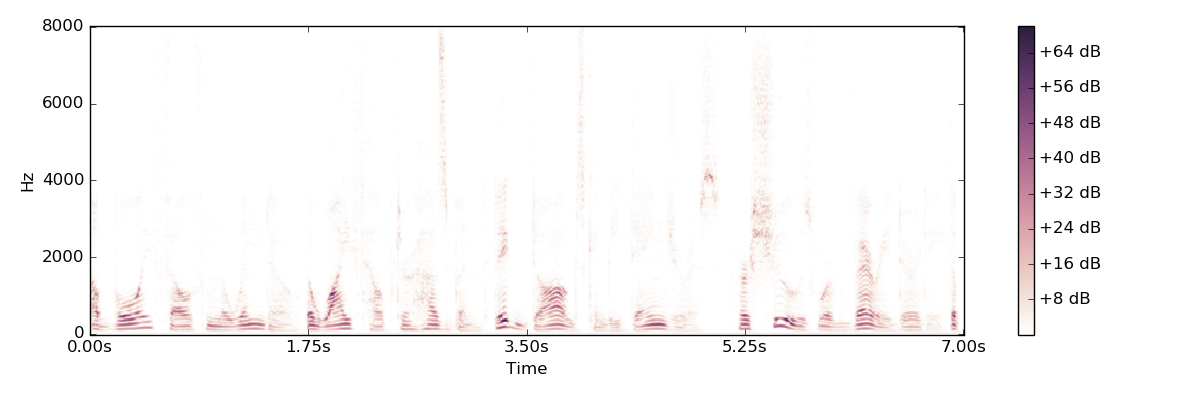 8000
6000
4000
2000
0
Hz
0.00s
1.75s
3.50s
5.25s
7.00s
Time
+64 dB
+56 dB
+48 dB
+40 dB
+32 dB
+24 dB
+16 dB
+8 dB